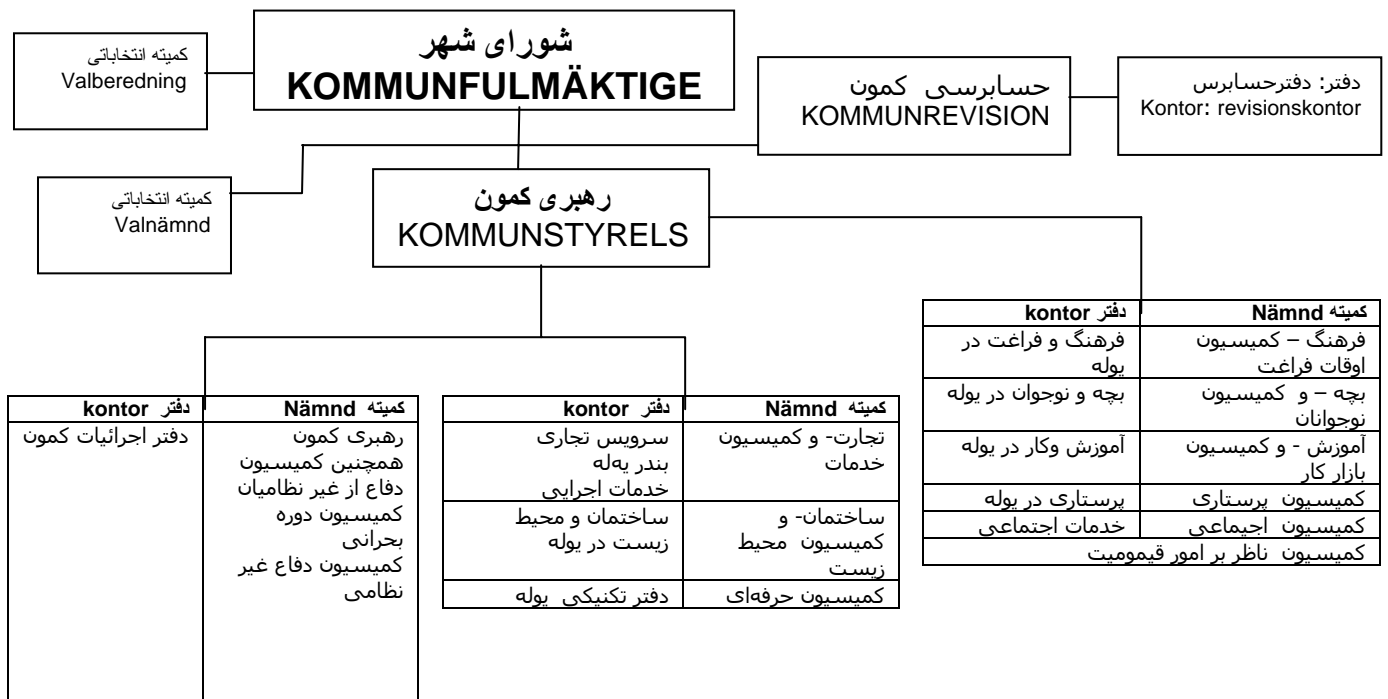 شورای شهر
KOMMUNFULMÄKTIGE
کمیته انتخاباتی
Valberedning
حسابرسی کمون
KOMMUNREVISION
دفتر: دفترحسابرس
Kontor: revisionskontor
کمیته انتخاباتی
Valnämnd
رهبری کمون
KOMMUNSTYRELS
کمیته Nämnd دفتر kontor
فرهنگ – کمیسیون
اوقات فراغت
فرهنگ و فراغت در
یوله
بچه – و کمیسیون
نوجوانان
بچه و نوجوان در یوله
آموزش - و کمیسیون
بازار کار
آموزش وکار در یوله
کمیسیون پرستاری
پرستاری در یوله
کمیسیون اجیماعی
خدمات اجتماعی
کمیسیون ناظر بر امور قیمومیت
کمیته Nämnd دفتر kontor
تجارت- و کمیسیون
خدمات
سرویس تجاری
بندر یه‌له
خدمات اجرایی
ساختمان- و
کمیسیون محیط
زیست
ساختمان و محیط
زیست در یوله
کمیسیون حرفه‌ای
دفتر تکنیکی یوله
کمیته Nämnd دفتر kontor
رهبری کمون
همچنین کمیسیون
دفاع از غیر نظامیان
کمیسیون دوره
بحرانی
کمیسیون دفاع غیر
نظامی
دفتر اجرائیات کمون